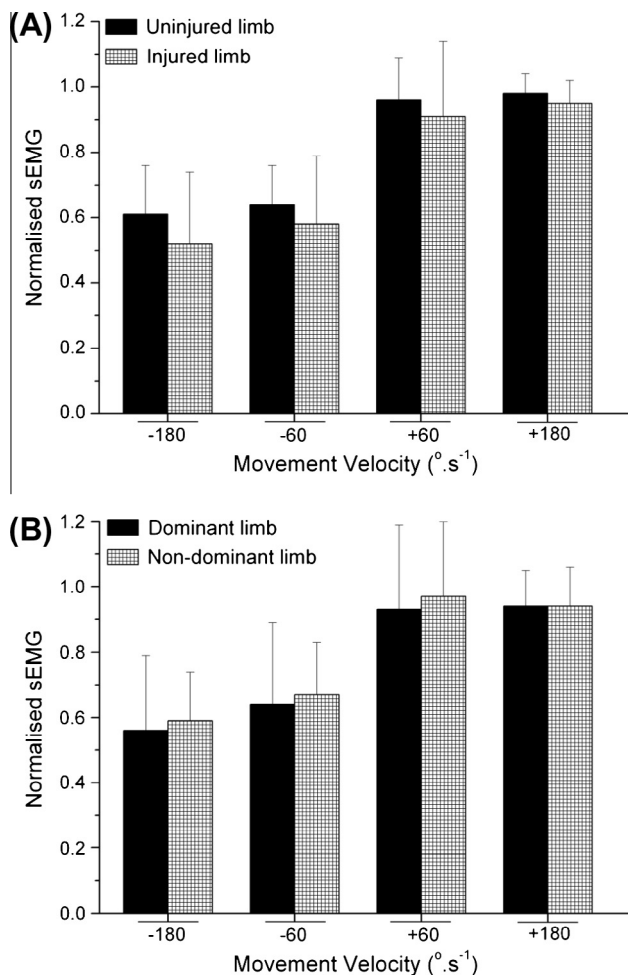 (A)
Uninjured limb
Injured limb
1.2
1.0
0.8
0.6
0.4
0.2
0.0
Normalised sEMG
-180 -60 +60 +180
Movement Velocity (°.s⁻¹)
(B)
Dominant limb
Non-dominant limb
1.2
1.0
0.8
0.6
0.4
0.2
0.0
Normalised sEMG
-180 -60 +60 +180
Movement Velocity (°.s⁻¹)